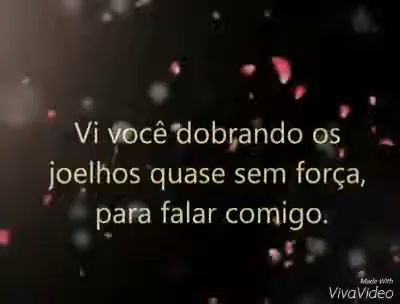 Vi você dobrando os
joelhos quase sem força,
para falar comigo.
Made With
VivaVideo